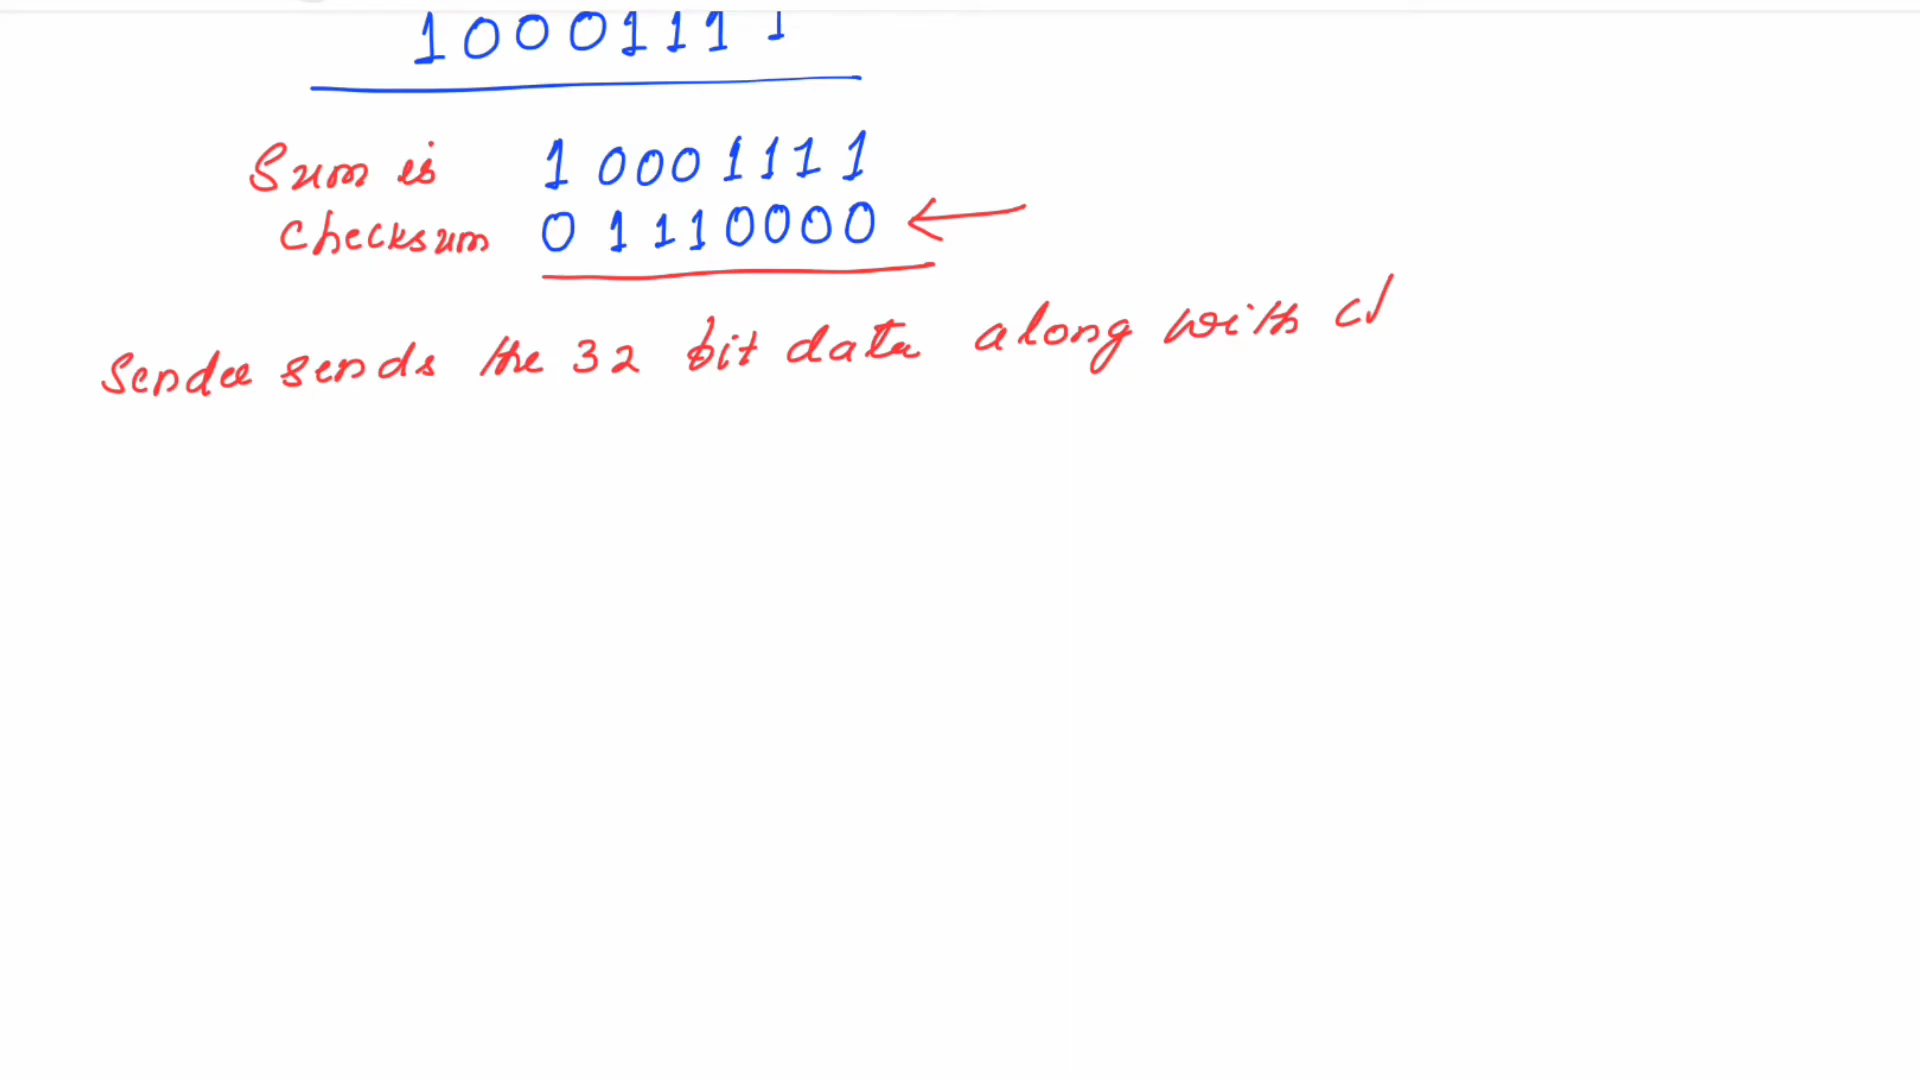 10001111
Sum is 10001111
Checksum 01110000
Sender sends the 32 bit data along with